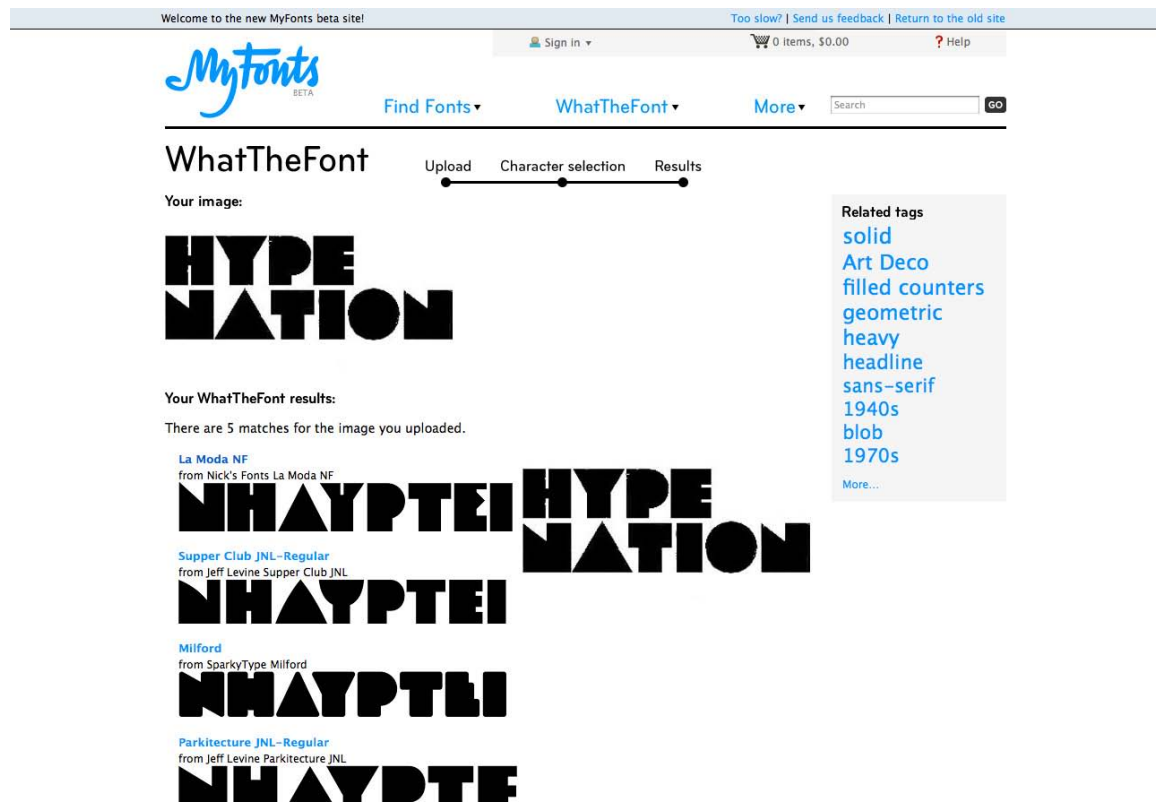 Welcome to the new MyFonts beta site!
Too slow? | Send us feedback | Return to the old site
Sign in ▾
0 items, $0.00
? Help
MyFonts
BETA
Find Fonts ▾
WhatTheFont ▾
More ▾
Search
GO
WhatTheFont
Upload
Character selection
Results
Your image:
HYPE
NATION
Your WhatTheFont results:
There are 5 matches for the image you uploaded.
La Moda NF
from Nick's Fonts La Moda NF
NHAYPTEI
HYPE
NATION
Supper Club JNL-Regular
from Jeff Levine Supper Club JNL
NHAYPTEI
Milford
from SparkyType Milford
NHAYPTEI
Parkitecture JNL-Regular
from Jeff Levine Parkitecture JNL
NHAYPTE
Related tags
solid
Art Deco
filled counters
geometric
heavy
headline
sans-serif
1940s
blob
1970s
More...